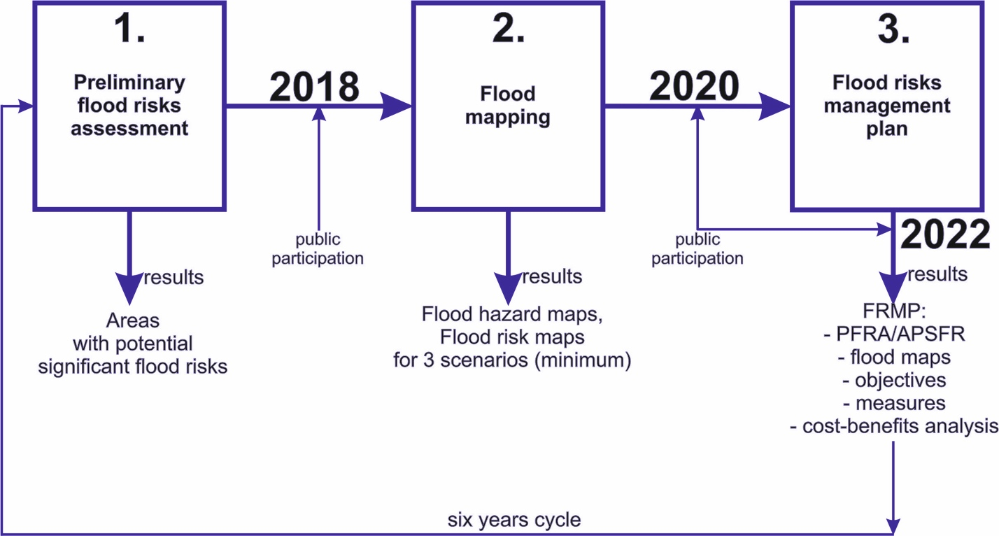 1.
Preliminary
flood risks
assessment
2018
2.
Flood
mapping
2020
3.
Flood risks
management
plan
public
participation
public
participation
2022
results
results
results
Areas
with potential
significant flood risks
Flood hazard maps,
Flood risk maps
for 3 scenarios (minimum)
FRMP:
- PFRA/APSFR
- flood maps
- objectives
- measures
- cost-benefits analysis
six years cycle